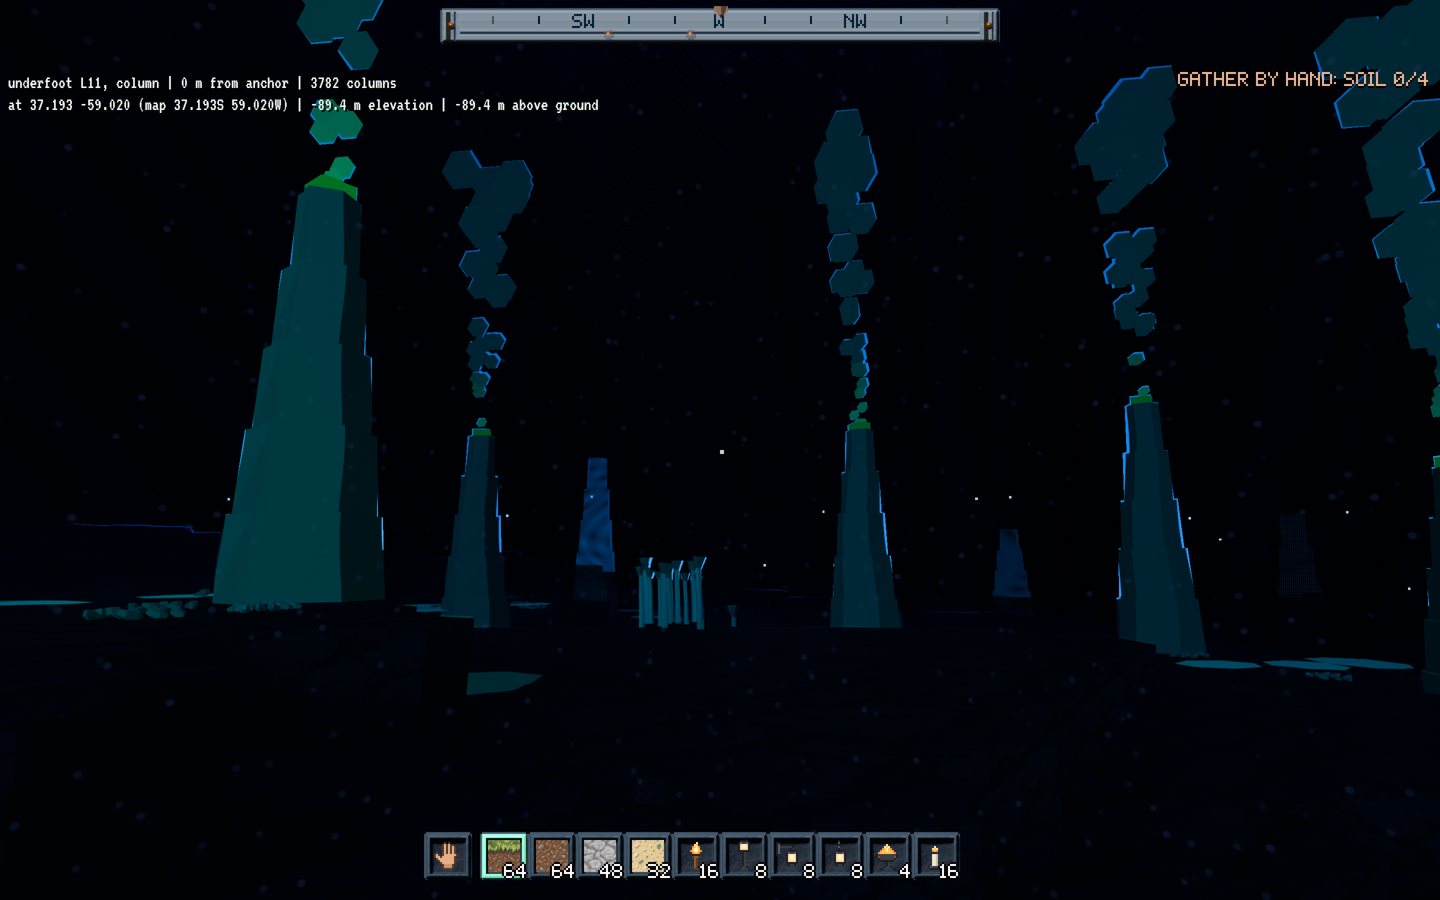 SW W NW
underfoot L11, column | 0 m from anchor | 3782 columns
GATHER BY HAND: SOIL 0/4
at 37.193 -59.020 (map 37.193S 59.020W) | -89.4 m elevation | -89.4 m above ground
64 64 48 32 16 8 8 8 4 16